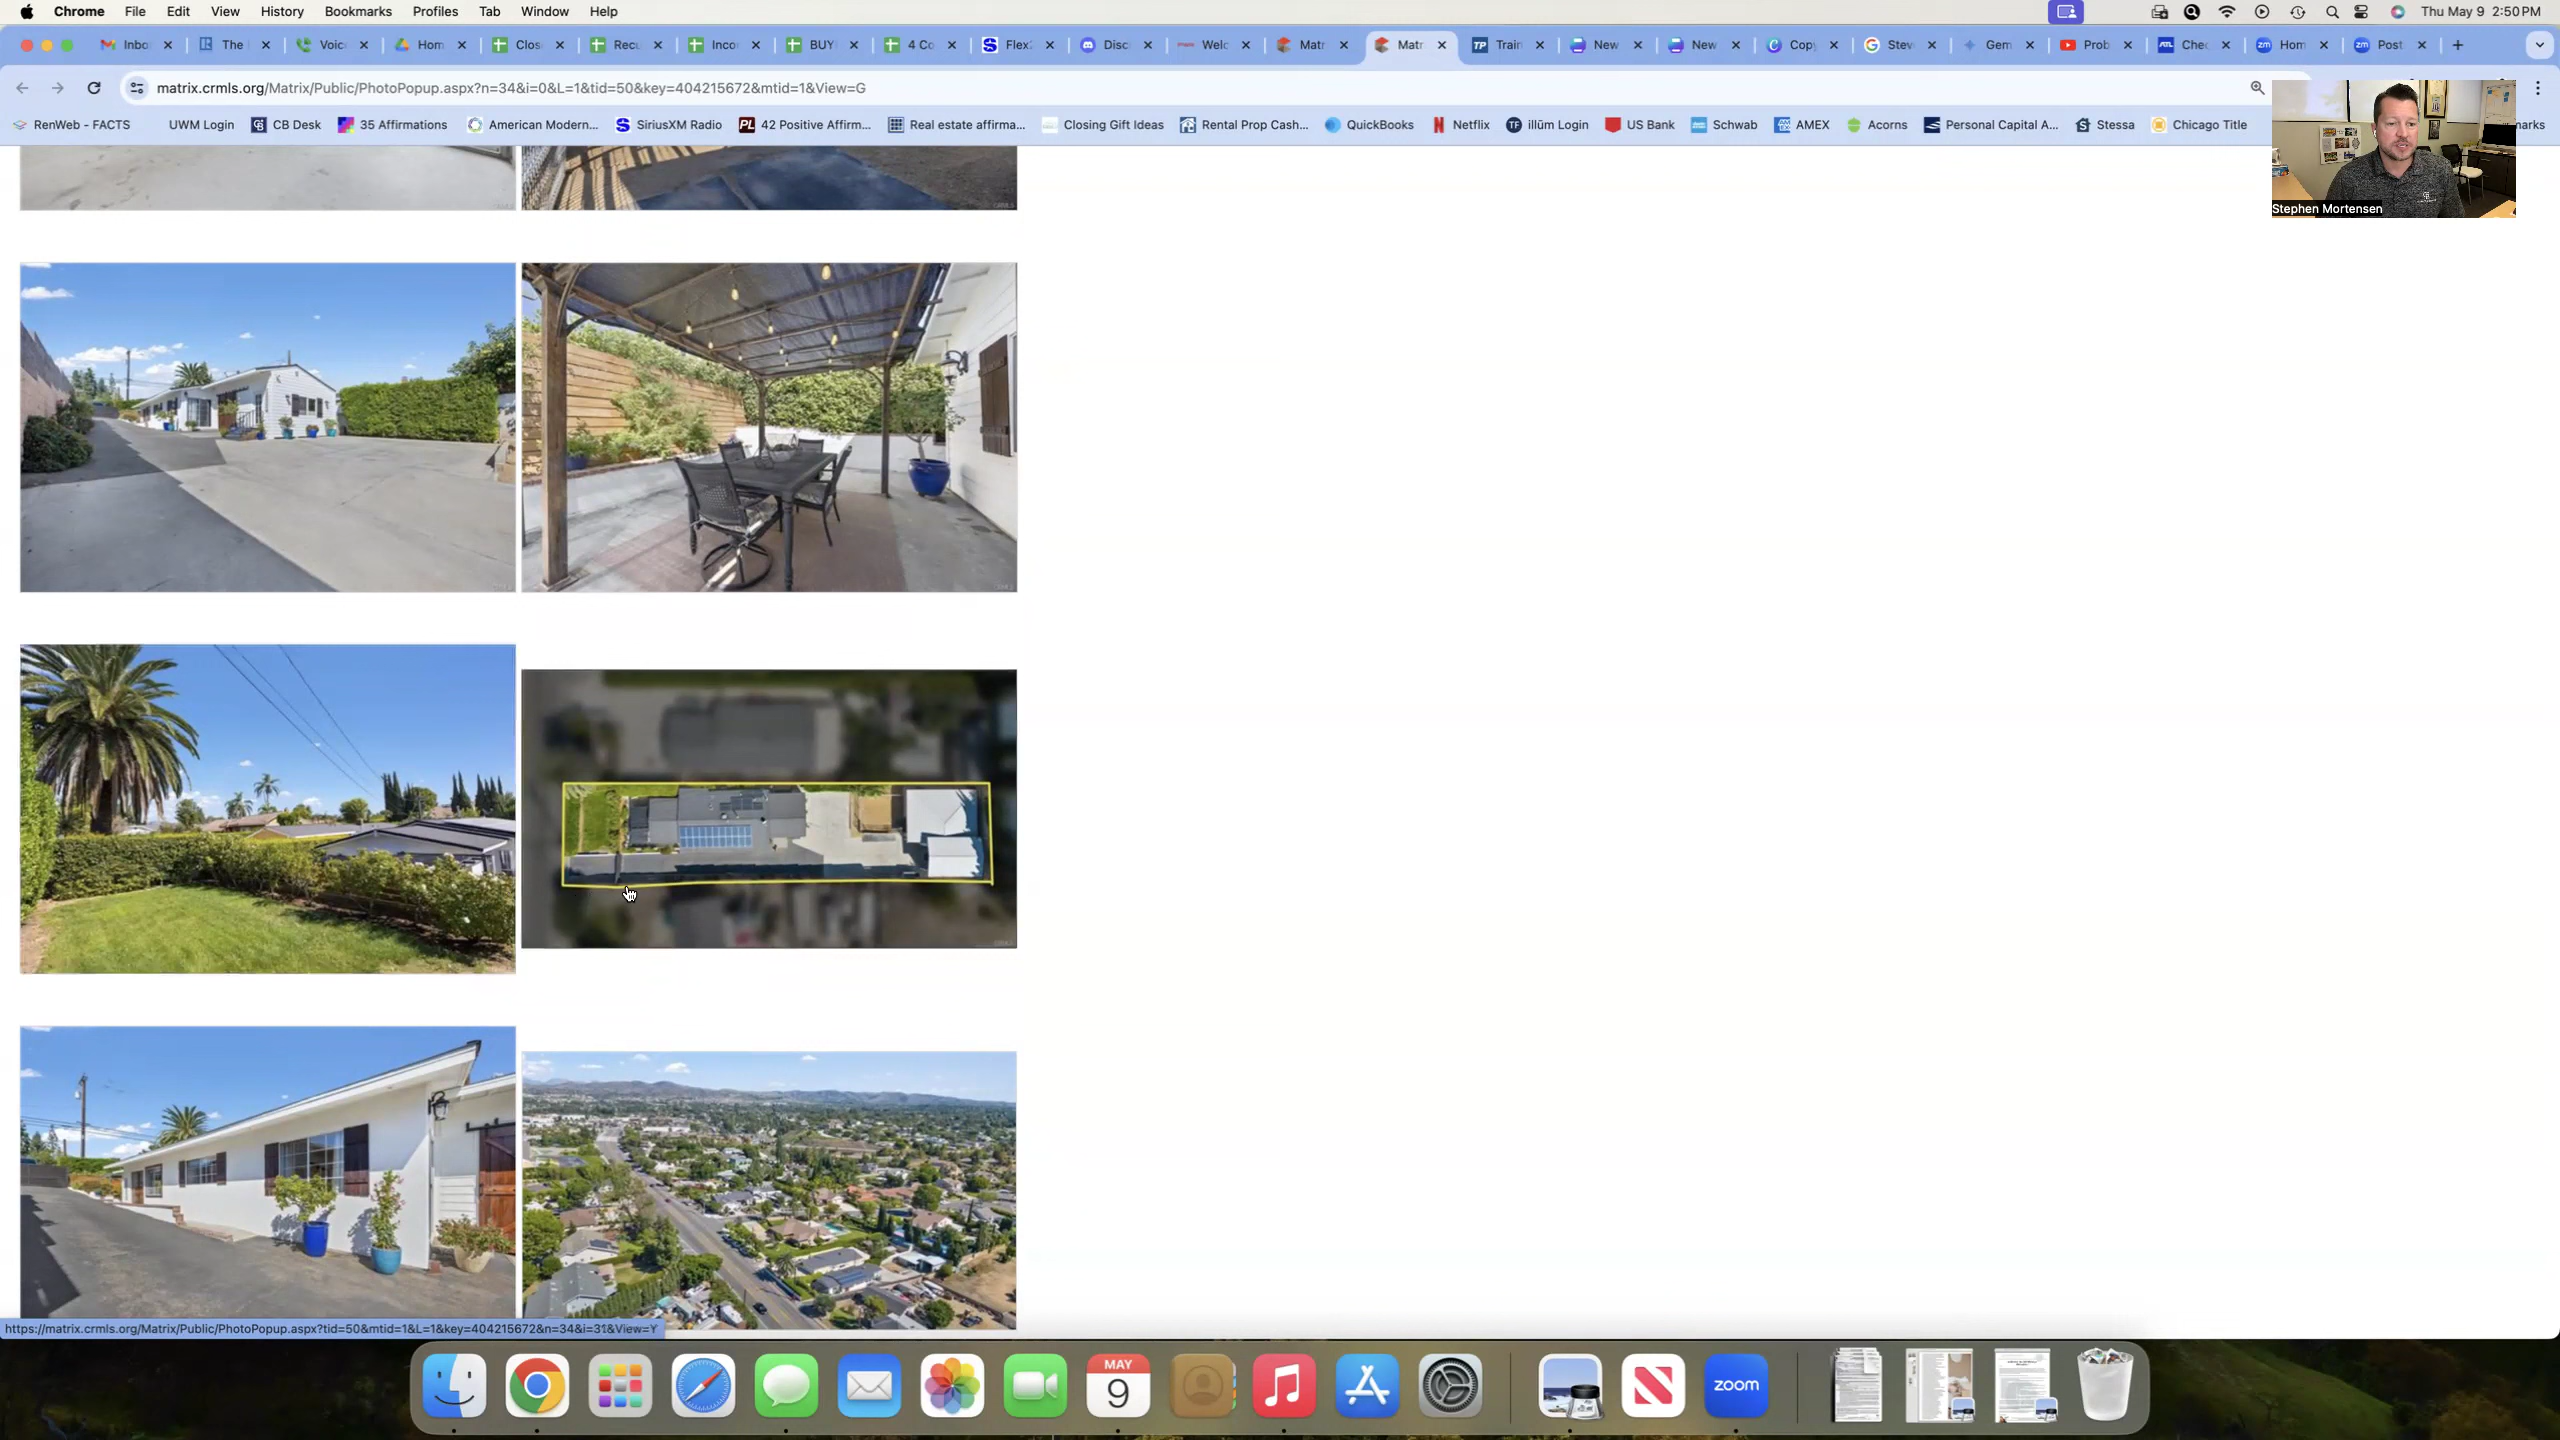 Chrome File Edit View History Bookmarks Profiles Tab Window Help Thu May 9 2:50 PM
Inbo The Voic Hom Clos Recu Inco BUY 4 Co Flex Disc Welc Matr Matr Train New New Copy Stev Gem Prob Chec Hom Post
matrix.crmls.org/Matrix/Public/PhotoPopup.aspx?n=34&i=0&L=1&tid=50&key=404215672&mtid=1&View=G
RenWeb - FACTS UWM Login CB Desk 35 Affirmations American Modern... SiriusXM Radio 42 Positive Affirm... Real estate affirma... Closing Gift Ideas Rental Prop Cash... QuickBooks Netflix illūm Login US Bank Schwab AMEX Acorns Personal Capital A... Stessa Chicago Title marks
Stephen Mortensen
https://matrix.crmls.org/Matrix/Public/PhotoPopup.aspx?tid=50&mtid=1&L=1&key=404215672&n=34&i=31&View=Y
MAY
9
zoom